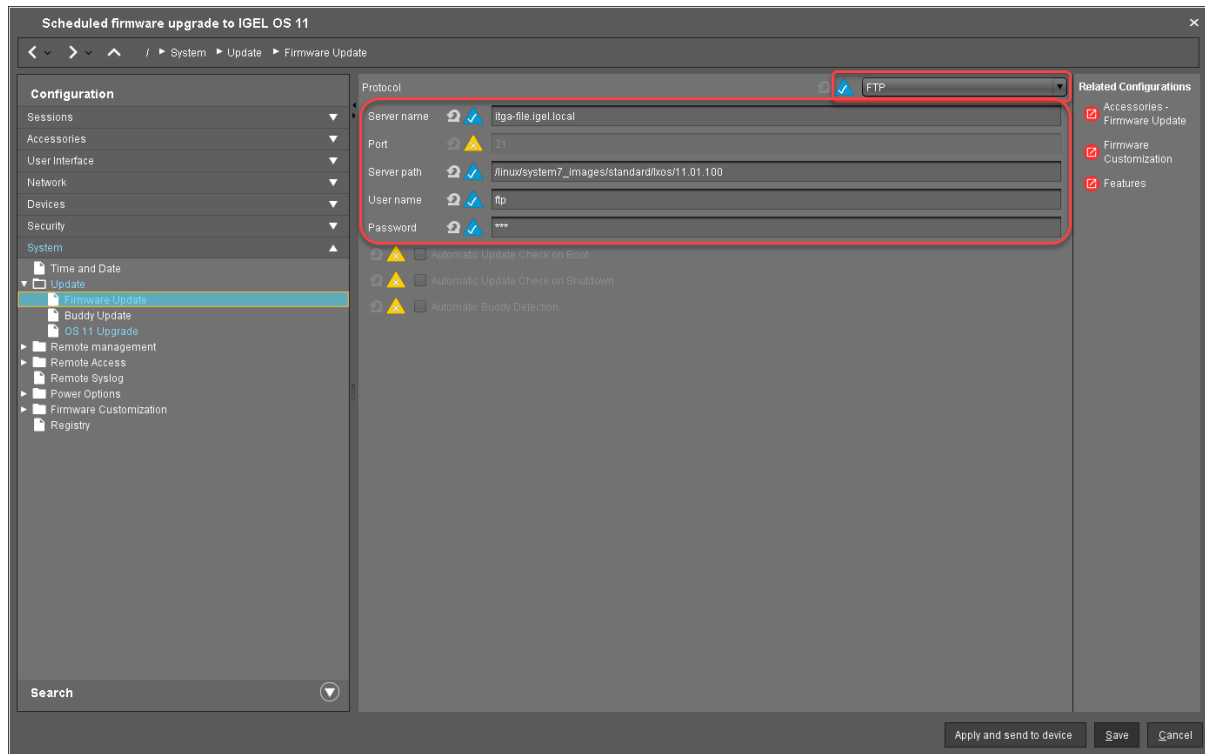 Scheduled firmware upgrade to IGEL OS 11
/ System Update Firmware Update
Configuration
Sessions
Accessories
User Interface
Network
Devices
Security
System
Time and Date
Update
Firmware Update
Buddy Update
OS 11 Upgrade
Remote management
Remote Access
Remote Syslog
Power Options
Firmware Customization
Registry
Search
Protocol FTP
Server name itga-file.igel.local
Port 21
Server path /linux/system7_images/standard/lxos/11.01.100
User name ftp
Password ***
Automatic Update Check on Boot
Automatic Update Check on Shutdown
Automatic Buddy Detection
Related Configurations
Accessories -
Firmware Update
Firmware
Customization
Features
Apply and send to device Save Cancel